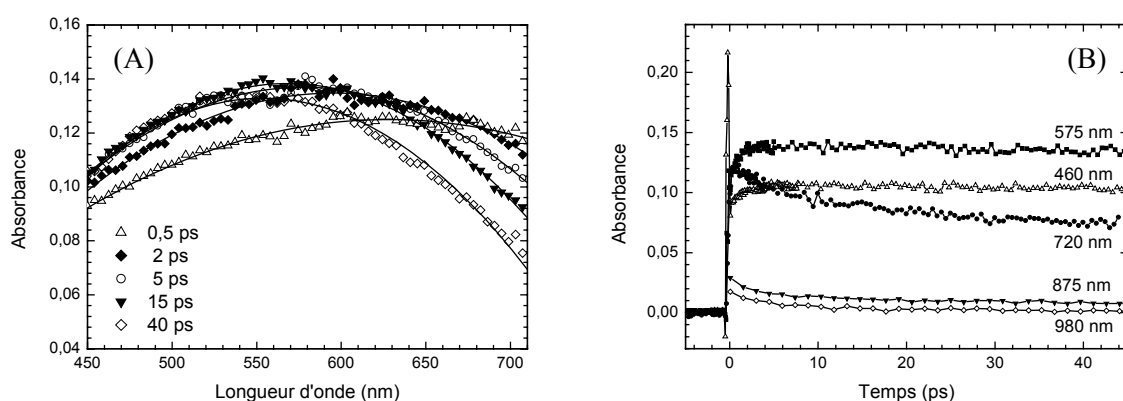 (A)
Absorbance
0,16
0,14
0,12
0,10
0,08
0,06
0,04
450 500 550 600 650 700
Longueur d'onde (nm)
0,5 ps
2 ps
5 ps
15 ps
40 ps
(B)
Absorbance
0,20
0,15
0,10
0,05
0,00
0 10 20 30 40
Temps (ps)
575 nm
460 nm
720 nm
875 nm
980 nm